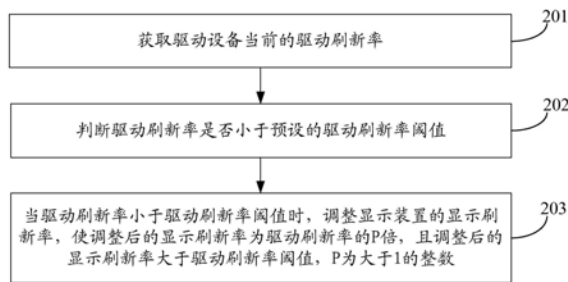 获取驱动设备当前的驱动刷新率
201
判断驱动刷新率是否小于预设的驱动刷新率阈值
202
当驱动刷新率小于驱动刷新率阈值时，调整显示装置的显示刷
新率，使调整后的显示刷新率为驱动刷新率的P倍，且调整后的
显示刷新率大于驱动刷新率阈值，P为大于1的整数
203